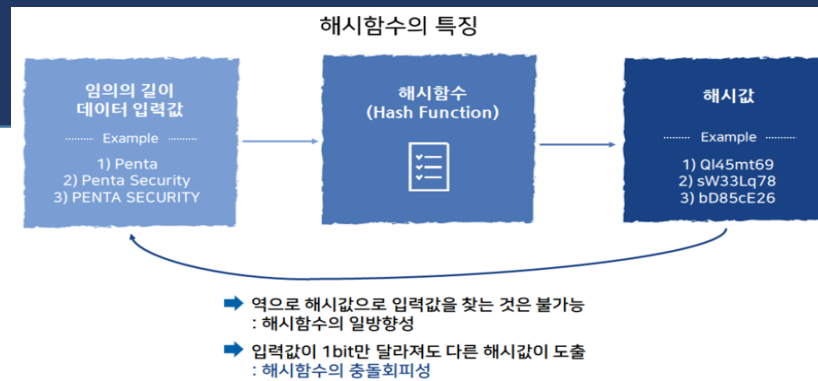 해시함수의 특징
임의의 길이
데이터 입력값
Example
1) Penta
2) Penta Security
3) PENTA SECURITY
해시함수
(Hash Function)
해시값
Example
1) Ql45mt69
2) sW33Lq78
3) bD85cE26
역으로 해시값으로 입력값을 찾는 것은 불가능
: 해시함수의 일방향성
입력값이 1bit만 달라져도 다른 해시값이 도출
: 해시함수의 충돌회피성